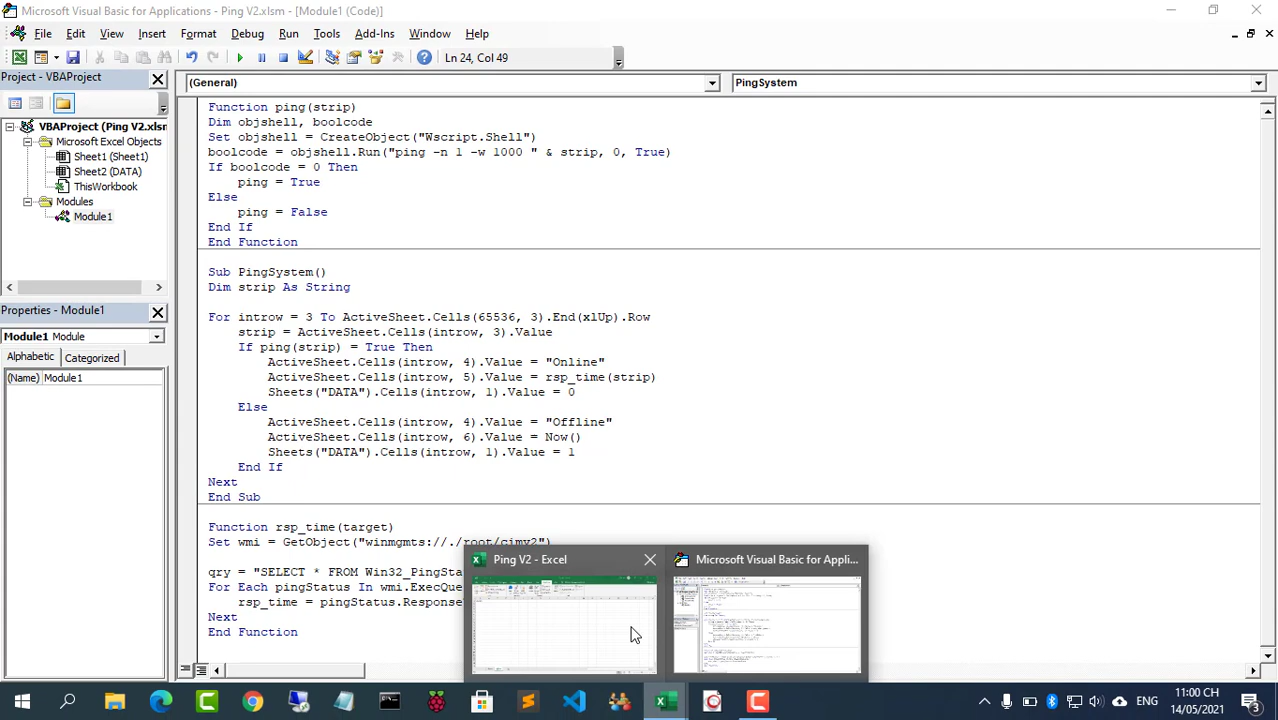 Microsoft Visual Basic for Applications - Ping V2.xlsm - [Module1 (Code)]
File Edit View Insert Format Debug Run Tools Add-Ins Window Help
Ln 24, Col 49
Project - VBAProject
(General)
PingSystem
VBAProject (Ping V2.xlsn
Microsoft Excel Objects
Sheet1 (Sheet1)
Sheet2 (DATA)
ThisWorkbook
Modules
Module1
Properties - Module1
Module1 Module
Alphabetic Categorized
(Name) Module1
Function ping(strip)
Dim objshell, boolcode
Set objshell = CreateObject("Wscript.Shell")
boolcode = objshell.Run("ping -n 1 -w 1000 " & strip, 0, True)
If boolcode = 0 Then
ping = True
Else
ping = False
End If
End Function
Sub PingSystem()
Dim strip As String
For introw = 3 To ActiveSheet.Cells(65536, 3).End(xlUp).Row
strip = ActiveSheet.Cells(introw, 3).Value
If ping(strip) = True Then
ActiveSheet.Cells(introw, 4).Value = "Online"
ActiveSheet.Cells(introw, 5).Value = rsp_time(strip)
Sheets("DATA").Cells(introw, 1).Value = 0
Else
ActiveSheet.Cells(introw, 4).Value = "Offline"
ActiveSheet.Cells(introw, 6).Value = Now()
Sheets("DATA").Cells(introw, 1).Value = 1
End If
Next
End Sub
Function rsp_time(target)
Set wmi = GetObject("winmgmts://./root/cimv2")
qry = "SELECT * FROM Win32_PingSta
For Each pingStatus In wmi.ExecQue
rsp_time = pingStatus.Response
Next
End Function
Ping V2 - Excel
Microsoft Visual Basic for Appli...
ENG
11:00 CH
14/05/2021
3